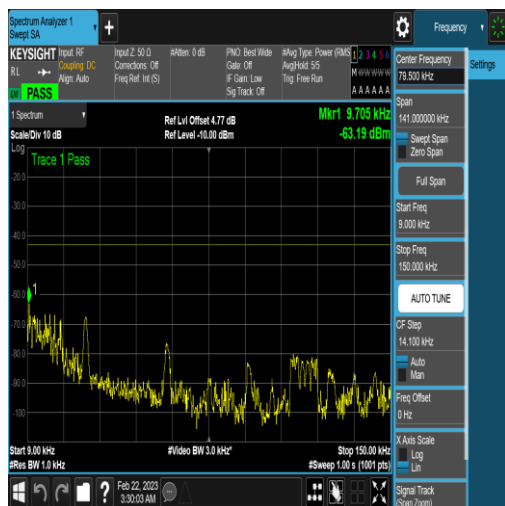 Spectrum Analyzer 1
Swept SA
+
Frequency
KEYSIGHT
RL
Input: RF
Coupling: DC
Align: Auto
Input Z: 50 Ω
Corrections: Off
Freq Ref: Int (S)
#Atten: 0 dB
PNO: Best Wide
Gate: Off
IF Gain: Low
Sig Track: Off
#Avg Type: Power (RMS
Avg|Hold: 5/5
Trig: Free Run
1 2 3 4 5 6
M W W W W W
A A A A A A
PASS
1 Spectrum
Scale/Div 10 dB
Ref Lvl Offset 4.77 dB
Ref Level -10.00 dBm
Mkr1 9.705 kHz
-63.19 dBm
Log
Trace 1 Pass
-20.0
-30.0
-40.0
-50.0
-60.0
1
-70.0
-80.0
-90.0
-100
Start 9.00 kHz
#Res BW 1.0 kHz
#Video BW 3.0 kHz*
Stop 150.00 kHz
#Sweep 1.00 s (1001 pts)
?
Feb 22, 2023
3:30:03 AM
Center Frequency
79.500 kHz
Settings
Span
141.000000 kHz
Swept Span
Zero Span
Full Span
Start Freq
9.000 kHz
Stop Freq
150.000 kHz
AUTO TUNE
CF Step
14.100 kHz
Auto
Man
Freq Offset
0 Hz
X Axis Scale
Log
Lin
Signal Track
(Span Zoom)